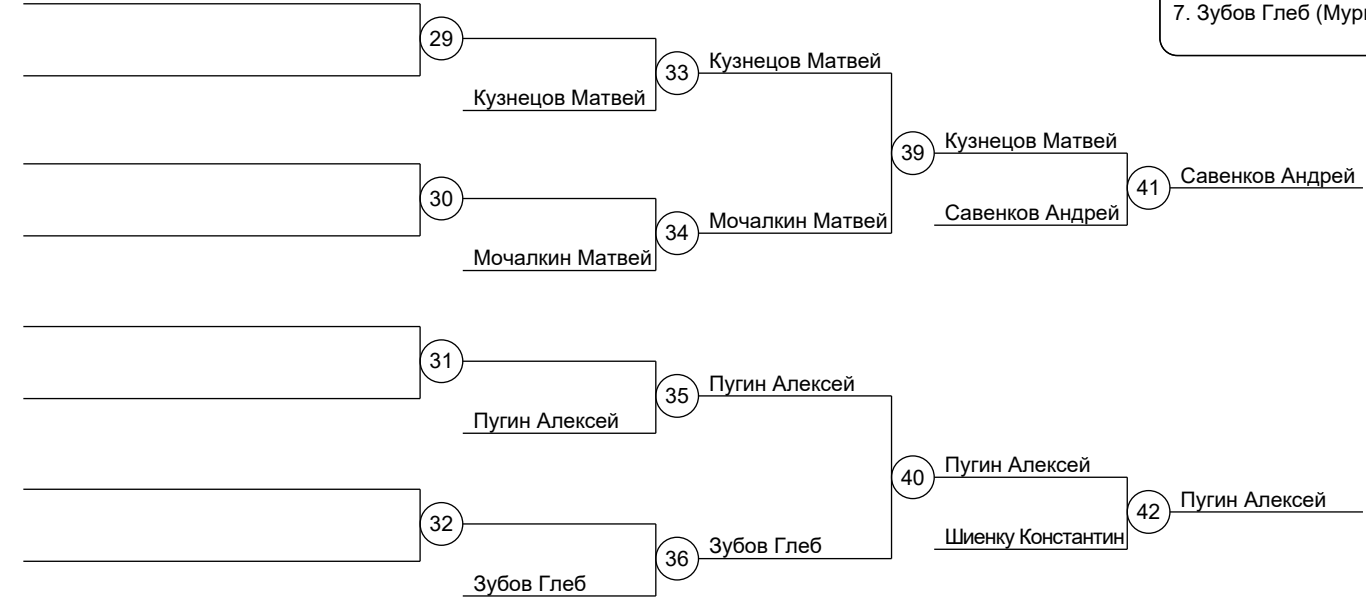 7. Зубов Глеб
29
33
Кузнецов Матвей
Кузнецов Матвей
39
Кузнецов Матвей
41
Савенков Андрей
30
Савенков Андрей
34
Мочалкин Матвей
Мочалкин Матвей
31
35
Пугин Алексей
Пугин Алексей
40
Пугин Алексей
42
Пугин Алексей
32
Шиенку Константин
36
Зубов Глеб
Зубов Глеб